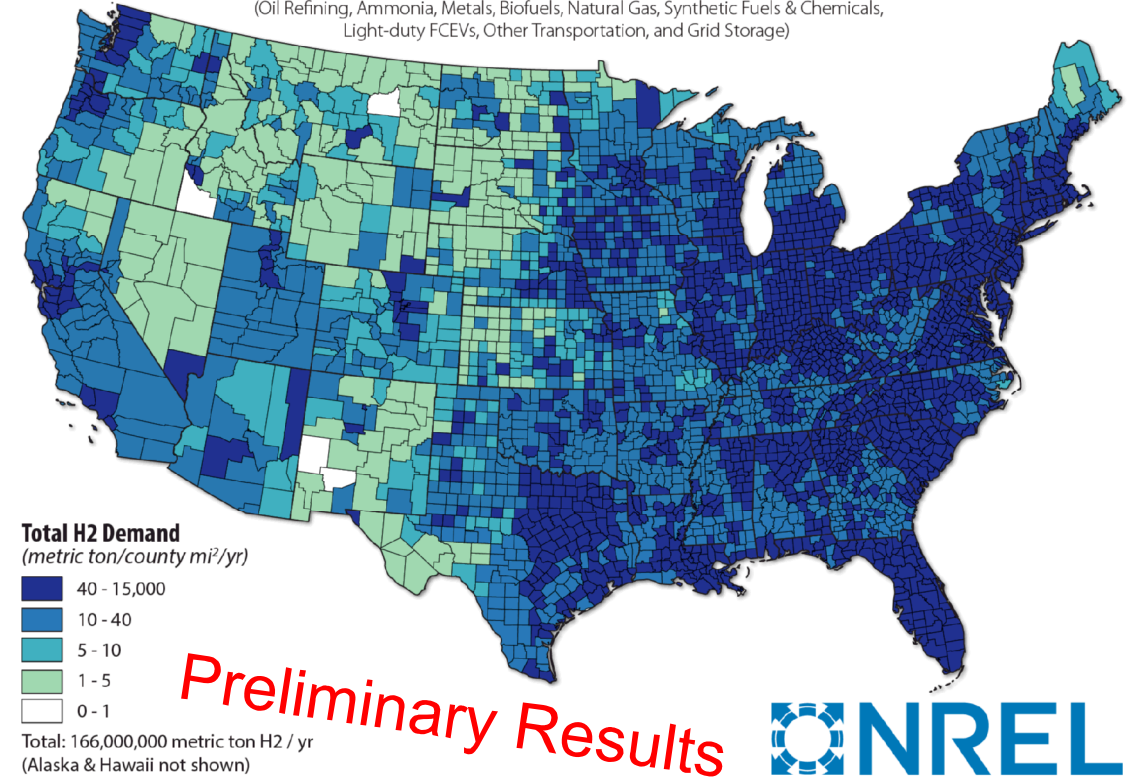 (Oil Refining, Ammonia, Metals, Biofuels, Natural Gas, Synthetic Fuels & Chemicals,
Light-duty FCEVs, Other Transportation, and Grid Storage)
Total H2 Demand
(metric ton/county mi²/yr)
40 - 15,000
10 - 40
5 - 10
1 - 5
0 - 1
Total: 166,000,000 metric ton H2 / yr
(Alaska & Hawaii not shown)
Preliminary Results
NREL